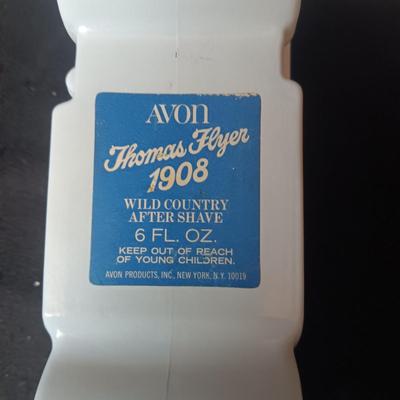 AVON
Thomas Flyer
1908
WILD COUNTRY
AFTER SHAVE
6 FL. OZ.
KEEP OUT OF REACH
OF YOUNG CHILDREN.
AVON PRODUCTS, INC., NEW YORK, N.Y. 10019